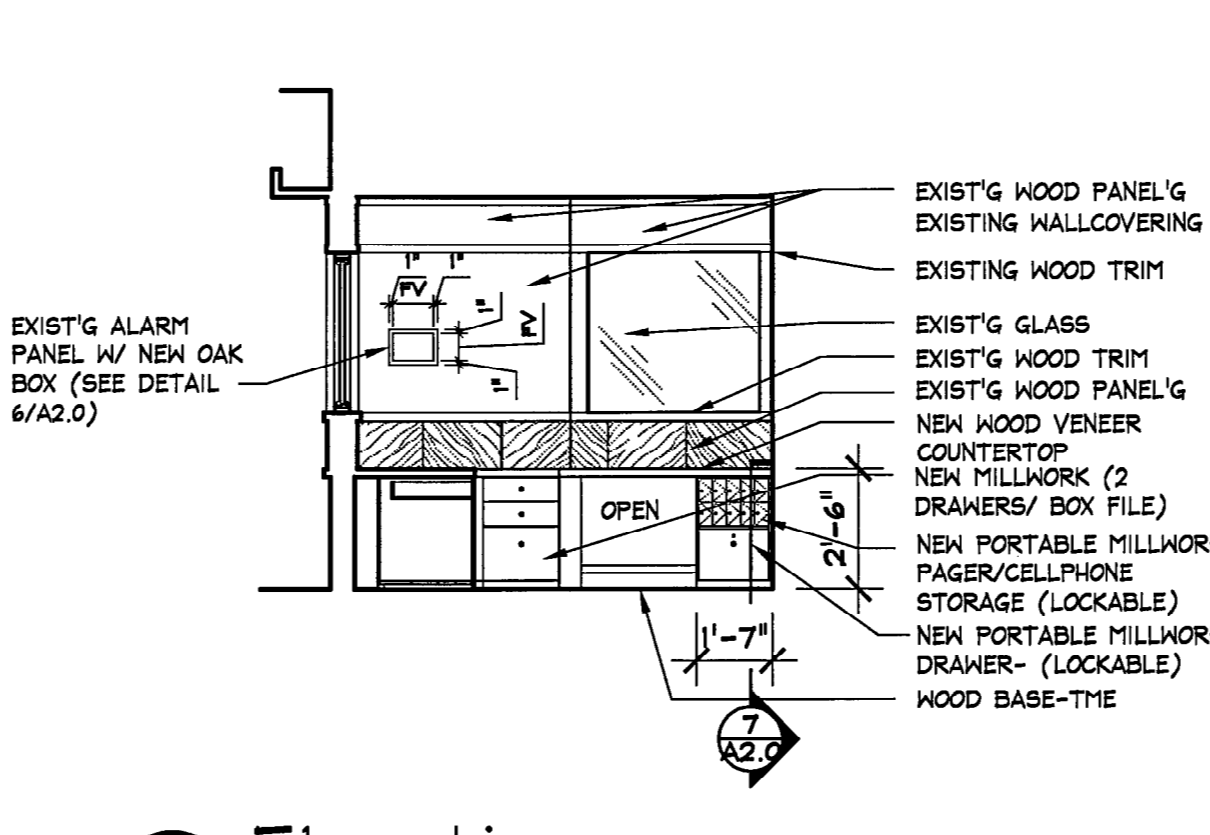 EXIST'G WOOD PANEL'G
EXISTING WALLCOVERING
EXISTING WOOD TRIM
EXIST'G GLASS
EXIST'G WOOD TRIM
EXIST'G WOOD PANEL'G
NEW WOOD VENEER
COUNTERTOP
NEW MILLWORK (2
DRAWERS/ BOX FILE)
NEW PORTABLE MILLWOR
PAGER/CELLPHONE
STORAGE (LOCKABLE)
NEW PORTABLE MILLWOR
DRAWER- (LOCKABLE)
WOOD BASE-TME
EXIST'G ALARM
PANEL W/ NEW OAK
BOX (SEE DETAIL
6/A2.0)
1" 1"
FV
1"
FV
1"
OPEN
2'-6"
1'-7"
7
A2.0